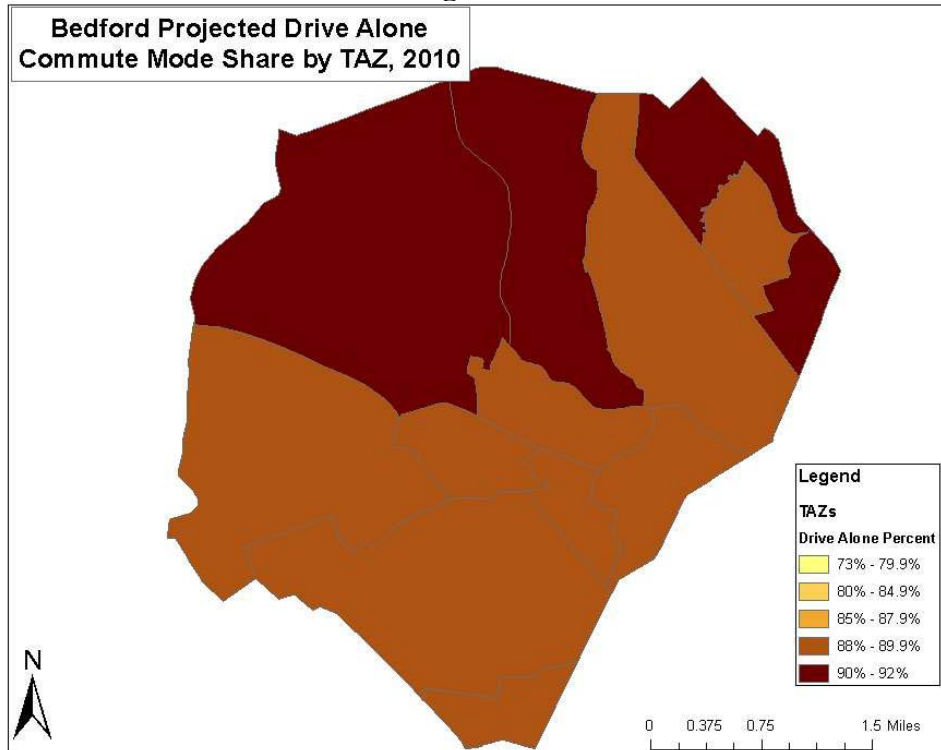 Bedford Projected Drive Alone
Commute Mode Share by TAZ, 2010
Legend
TAZs
Drive Alone Percent
73% - 79.9%
80% - 84.9%
85% - 87.9%
88% - 89.9%
90% - 92%
N
0 0.375 0.75 1.5 Miles